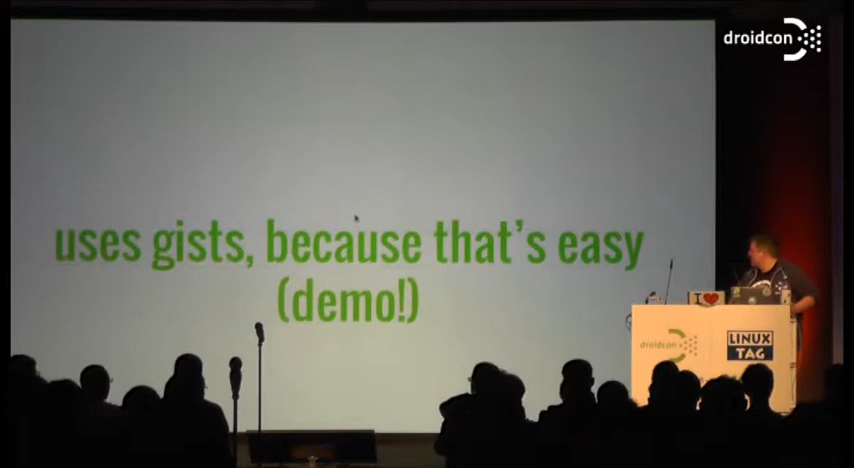 droidcon
uses gists, because that's easy
(demo!)
I
droidcon
LINUX
TAG